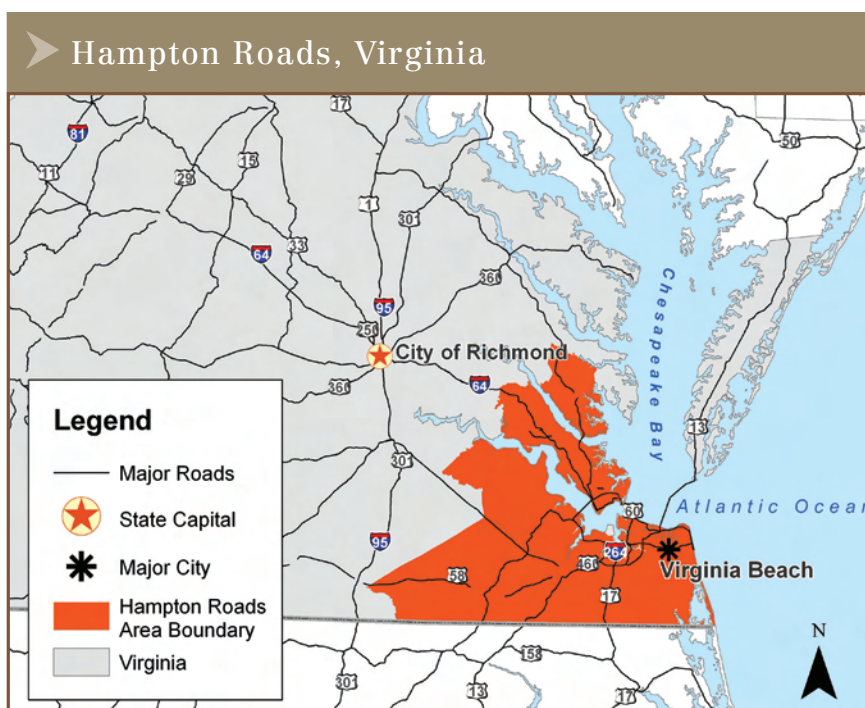 Hampton Roads, Virginia
17
81
50
15
11
29
1
301
33
64
360
Chesapeake Bay
95
250
City of Richmond
360
64
13
301
Atlantic Ocean
60
95
264
460
Virginia Beach
58
17
Legend
Major Roads
State Capital
Major City
Hampton Roads
Area Boundary
Virginia
N
158
301
13
17